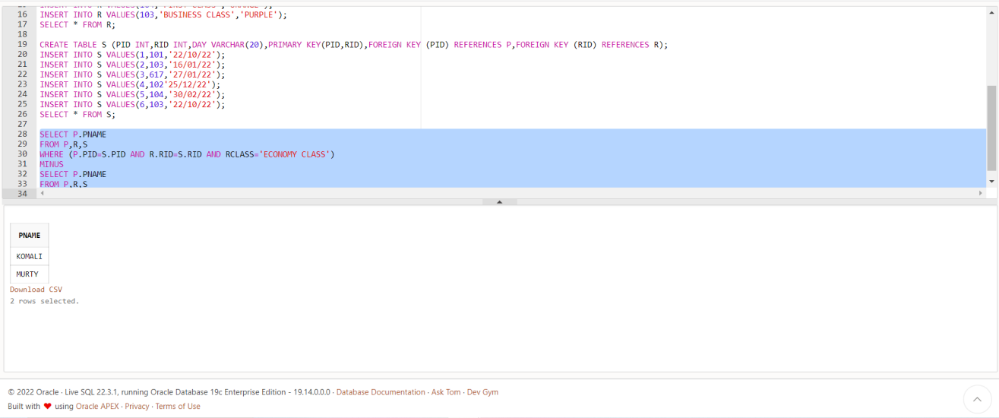 16 INSERT INTO R VALUES(103,'BUSINESS CLASS','PURPLE');
17 SELECT * FROM R;
18
19 CREATE TABLE S (PID INT,RID INT,DAY VARCHAR(20),PRIMARY KEY(PID,RID),FOREIGN KEY (PID) REFERENCES P,FOREIGN KEY (RID) REFERENCES R);
20 INSERT INTO S VALUES(1,101,'22/10/22');
21 INSERT INTO S VALUES(2,103,'16/01/22');
22 INSERT INTO S VALUES(3,617,'27/01/22');
23 INSERT INTO S VALUES(4,102'25/12/22');
24 INSERT INTO S VALUES(5,104,'30/02/22');
25 INSERT INTO S VALUES(6,103,'22/10/22');
26 SELECT * FROM S;
27
28 SELECT P.PNAME
29 FROM P,R,S
30 WHERE (P.PID=S.PID AND R.RID=S.RID AND RCLASS='ECONOMY CLASS')
31 MINUS
32 SELECT P.PNAME
33 FROM P,R,S
34
PNAME
KOMALI
MURTY
Download CSV
2 rows selected.
© 2022 Oracle · Live SQL 22.3.1, running Oracle Database 19c Enterprise Edition - 19.14.0.0.0 · Database Documentation · Ask Tom · Dev Gym
Built with ❤ using Oracle APEX · Privacy · Terms of Use